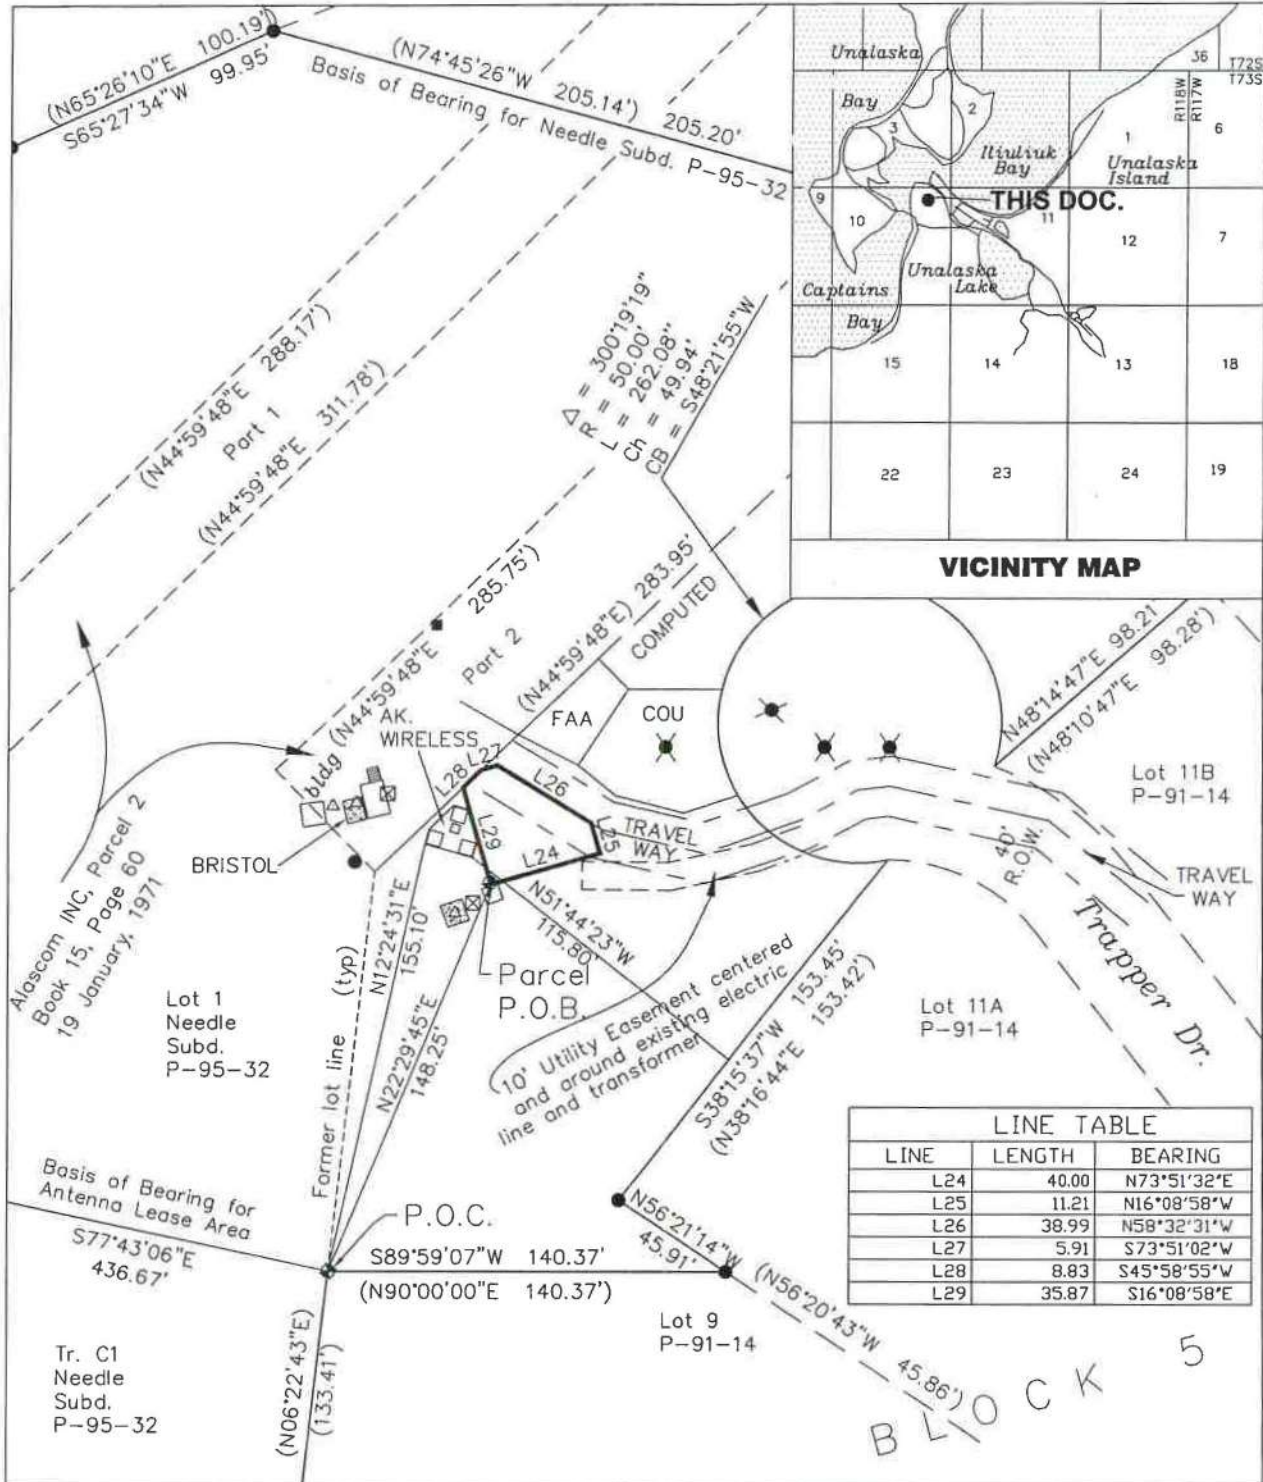 (N65°26'10"E 100.19')
S65°27'34"W 99.95'
(N74°45'26"W 205.14') 205.20'
Basis of Bearing for Needle Subd. P-95-32
Unalaska
Bay
36
T72S
T73S
R118W
R117W
2
3
1
6
Iliuliuk
Bay
Unalaska
Island
THIS DOC.
9
10
11
12
7
Unalaska
Lake
Captains
Bay
15
14
13
18
22
23
24
19
VICINITY MAP
(N44°59'48"E 288.17')
Part 1
(N44°59'48"E 311.78')
Δ = 300°19'19"
R = 50.00'
L = 262.08"
Ch = 49.94'
CB = S48°21'55"W
(N44°59'48"E 285.75')
Part 2
(N44°59'48"E) 283.95'
COMPUTED
FAA
COU
AK.
WIRELESS
bldg
BRISTOL
L27
L28
L26
L29
L25
L24
TRAVEL
WAY
N48°14'47"E 98.21'
(N48°10'47"E 98.28')
Lot 11B
P-91-14
40'
R.O.W.
TRAVEL
WAY
Trapper Dr.
Alascom INC, Parcel 2
Book 15, Page 60
19 January, 1971
Lot 1
Needle
Subd.
P-95-32
Former lot line (typ)
N12°24'31"E
155.10'
N22°29'45"E
148.25'
Parcel
P.O.B.
N51°44'23"W
115.80'
10' Utility Easement centered
and around existing electric
line and transformer
S38°15'37"W 153.45'
(N38°16'44"E 153.42')
Lot 11A
P-91-14
Basis of Bearing for
Antenna Lease Area
S77°43'06"E
436.67'
P.O.C.
S89°59'07"W 140.37'
(N90°00'00"E 140.37')
N56°21'14"W
45.91'
(N56°20'43"W 45.86')
Lot 9
P-91-14
Tr. C1
Needle
Subd.
P-95-32
(N06°22'43"E)
(133.41')
BLOCK 5
LINE TABLE
LINE LENGTH BEARING
L24 40.00 N73°51'32"E
L25 11.21 N16°08'58"W
L26 38.99 N58°32'31"W
L27 5.91 S73°51'02"W
L28 8.83 S45°58'55"W
L29 35.87 S16°08'58"E